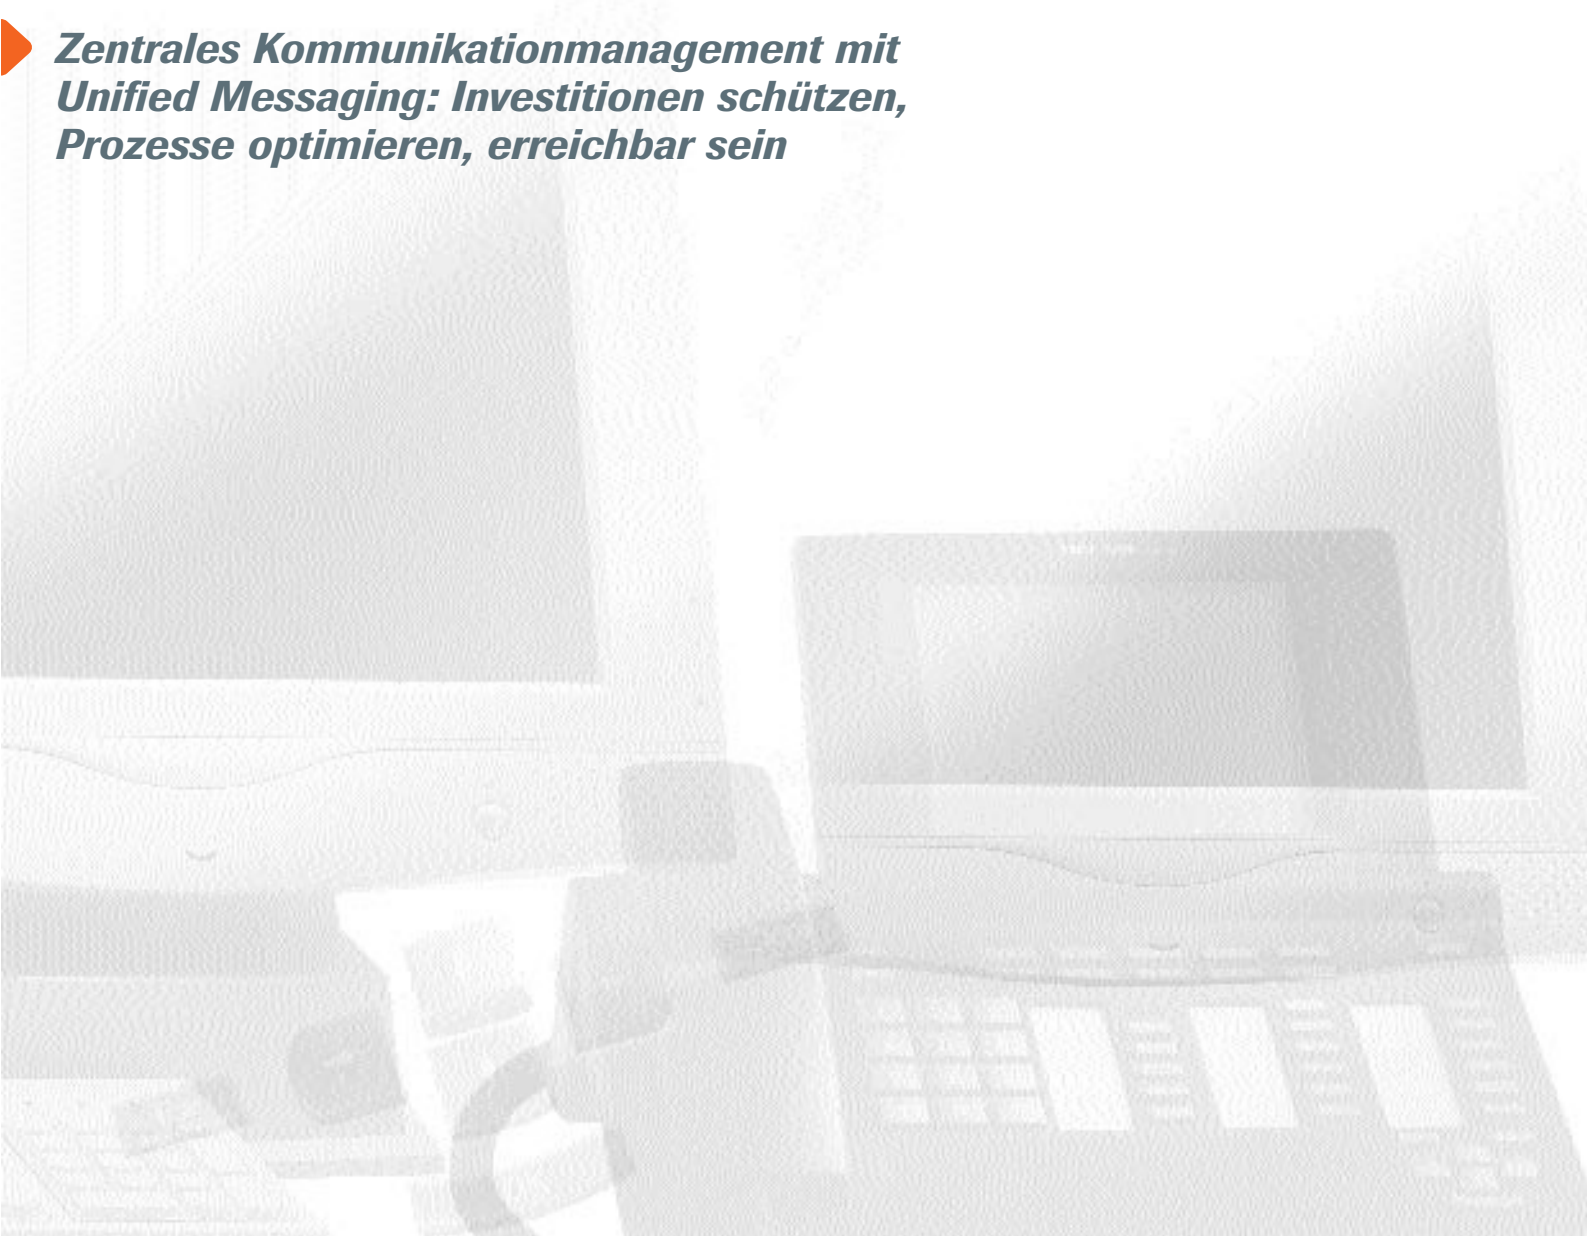 Zentrales Kommunikationmanagement mit
Unified Messaging: Investitionen schützen,
Prozesse optimieren, erreichbar sein